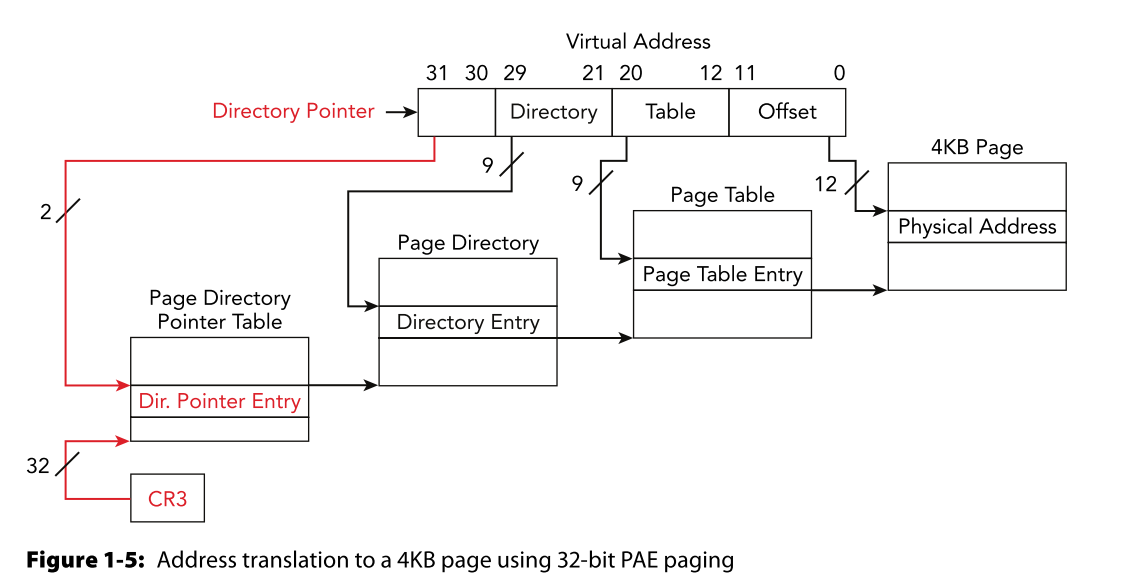 Virtual Address
31 30 29 21 20 12 11 0
Directory Pointer
Directory
Table
Offset
4KB Page
9
9
12
Page Table
2
Physical Address
Page Directory
Page Table Entry
Page Directory
Pointer Table
Directory Entry
Dir. Pointer Entry
32
CR3
Figure 1-5: Address translation to a 4KB page using 32-bit PAE paging